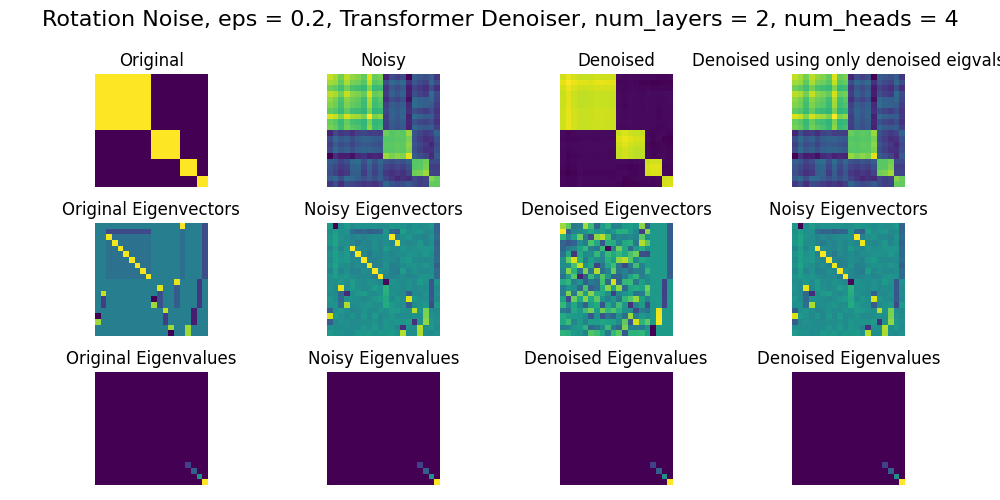 Rotation Noise, eps = 0.2, Transformer Denoiser, num_layers = 2, num_heads = 4
Original
Noisy
Denoised
Denoised using only denoised eigvals
Original Eigenvectors
Noisy Eigenvectors
Denoised Eigenvectors
Noisy Eigenvectors
Original Eigenvalues
Noisy Eigenvalues
Denoised Eigenvalues
Denoised Eigenvalues